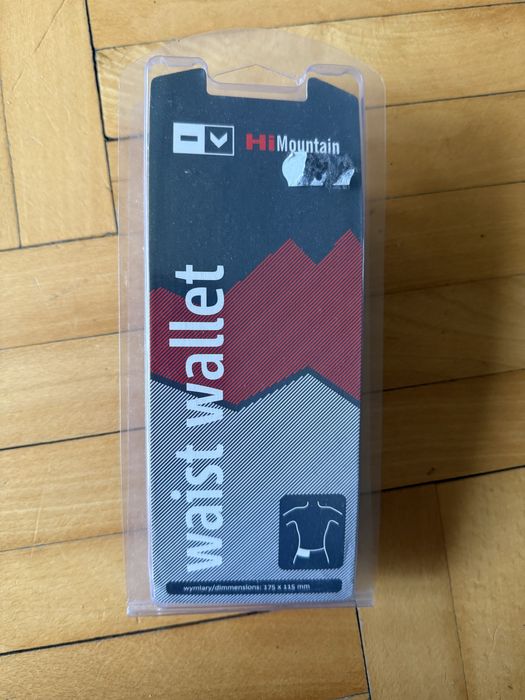 HiMountain
waist wallet
wymiary/dimmensions: 175 x 115 mm